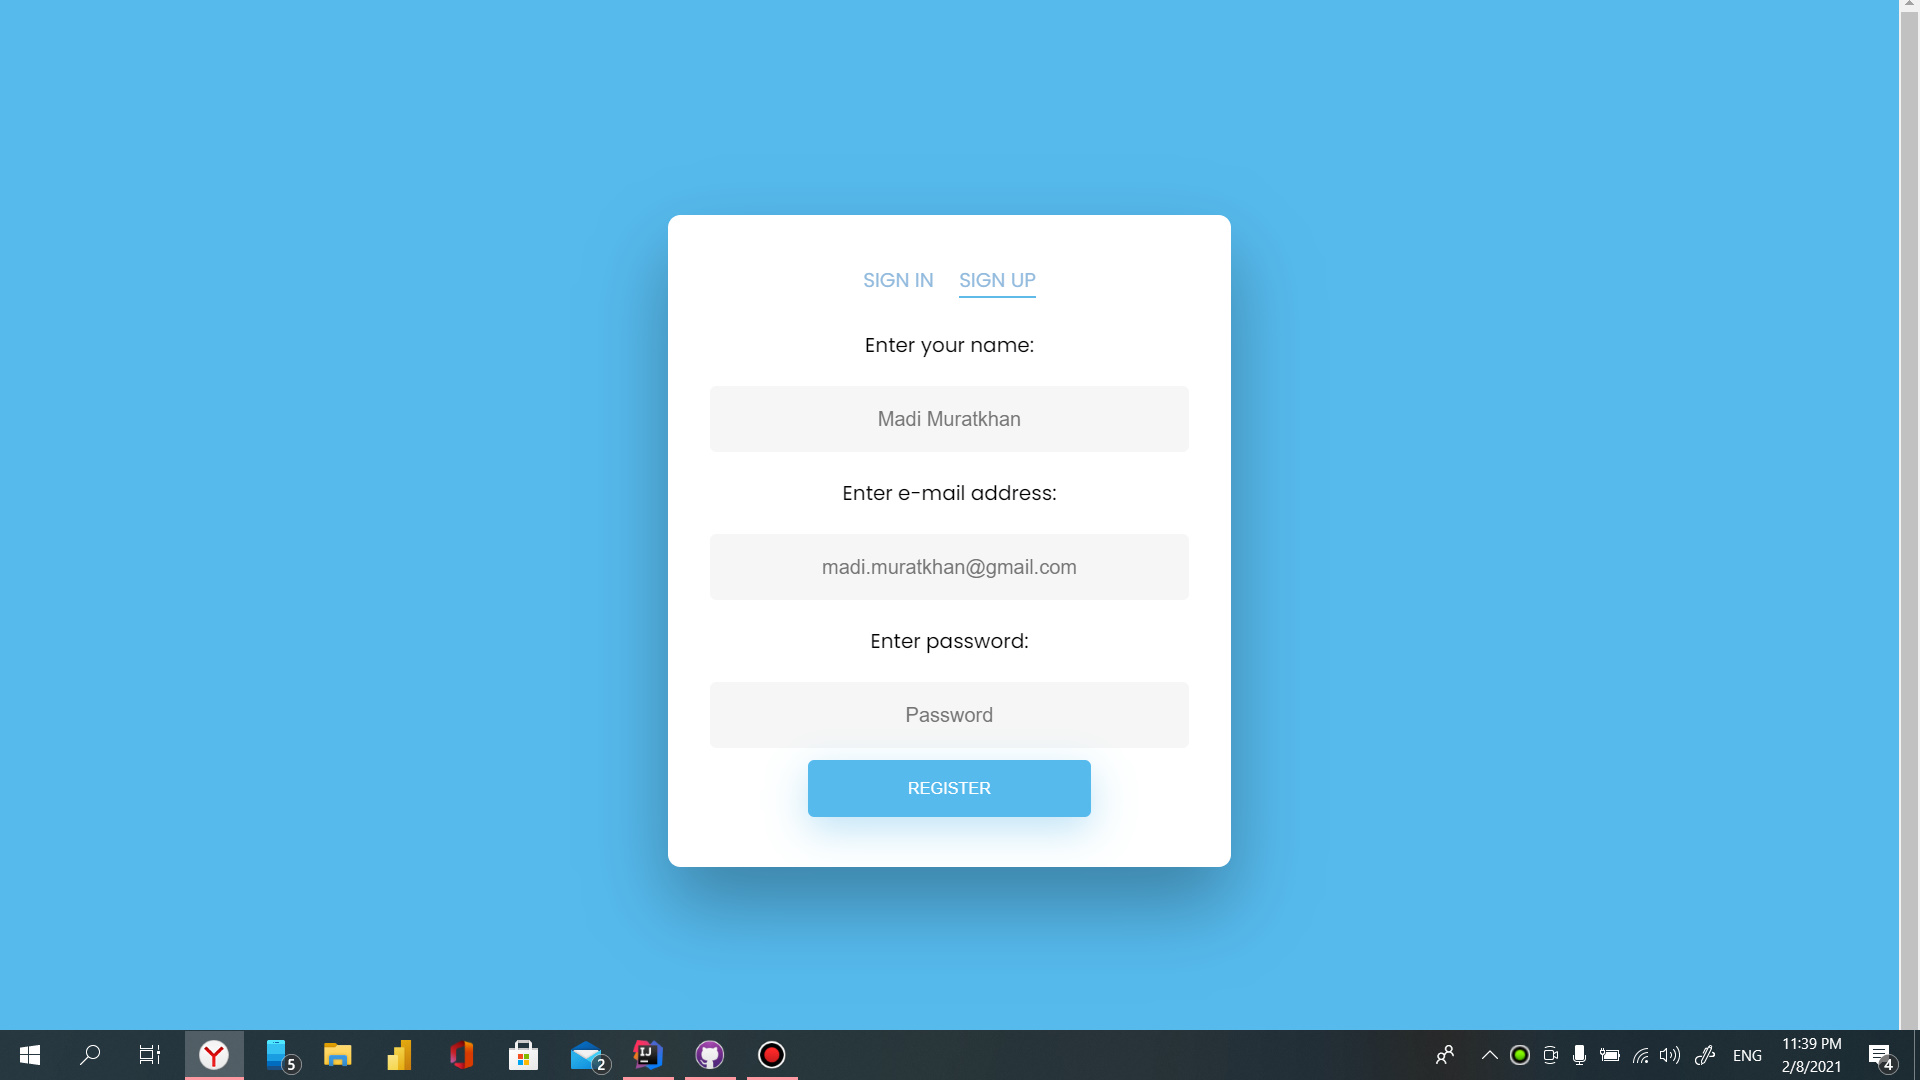 SIGN IN SIGN UP
Enter your name:
Madi Muratkhan
Enter e-mail address:
madi.muratkhan@gmail.com
Enter password:
Password
REGISTER
5
2
IJ
ENG
11:39 PM
2/8/2021
4